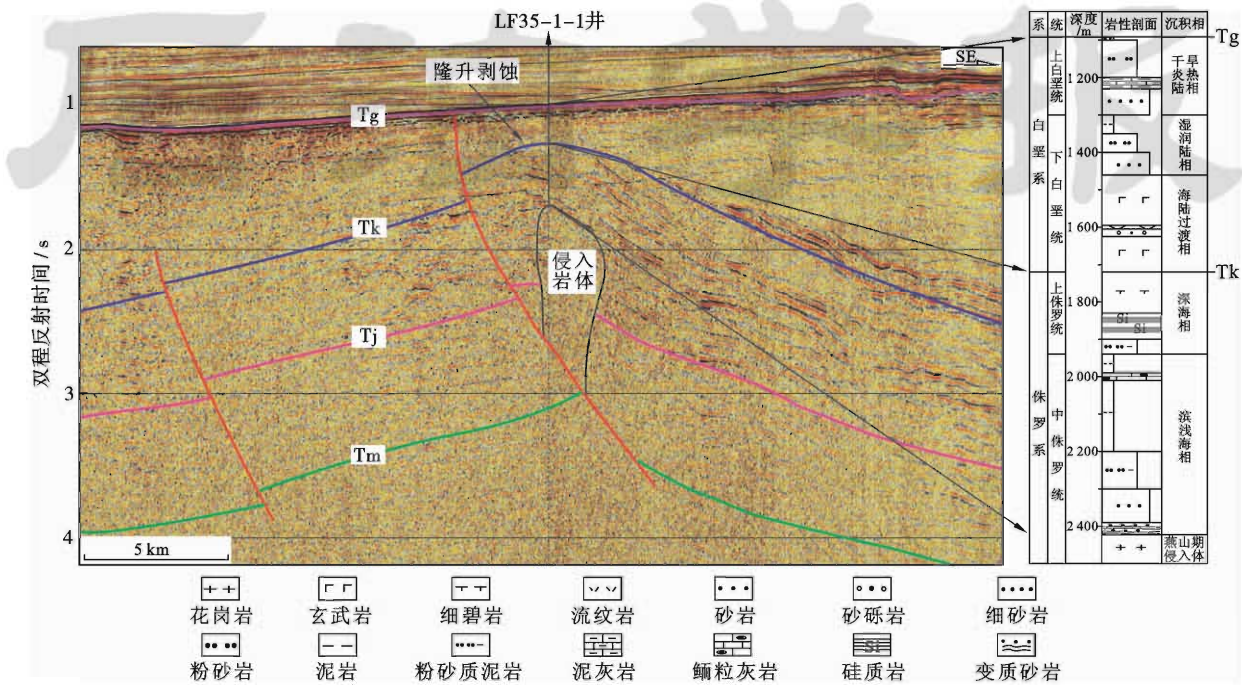 LF35-1-1井
隆升剥蚀
SE
Tg
Tk
Tj
Tm
侵入岩体
双程反射时间 / s
1
2
3
4
5 km
系 统 深度/m 岩性剖面 沉积相
Tg
Tk
白垩系
上白垩统
下白垩统
侏罗系
上侏罗统
中侏罗统
1 200
1 400
1 600
1 800
2 000
2 200
2 400
Si
Si
干旱炎热陆相
湿润陆相
海陆过渡相
深海相
滨浅海相
燕山期侵入体
花岗岩 玄武岩 细碧岩 流纹岩 砂岩 砂砾岩 细砂岩
Si
粉砂岩 泥岩 粉砂质泥岩 泥灰岩 鲕粒灰岩 硅质岩 变质砂岩